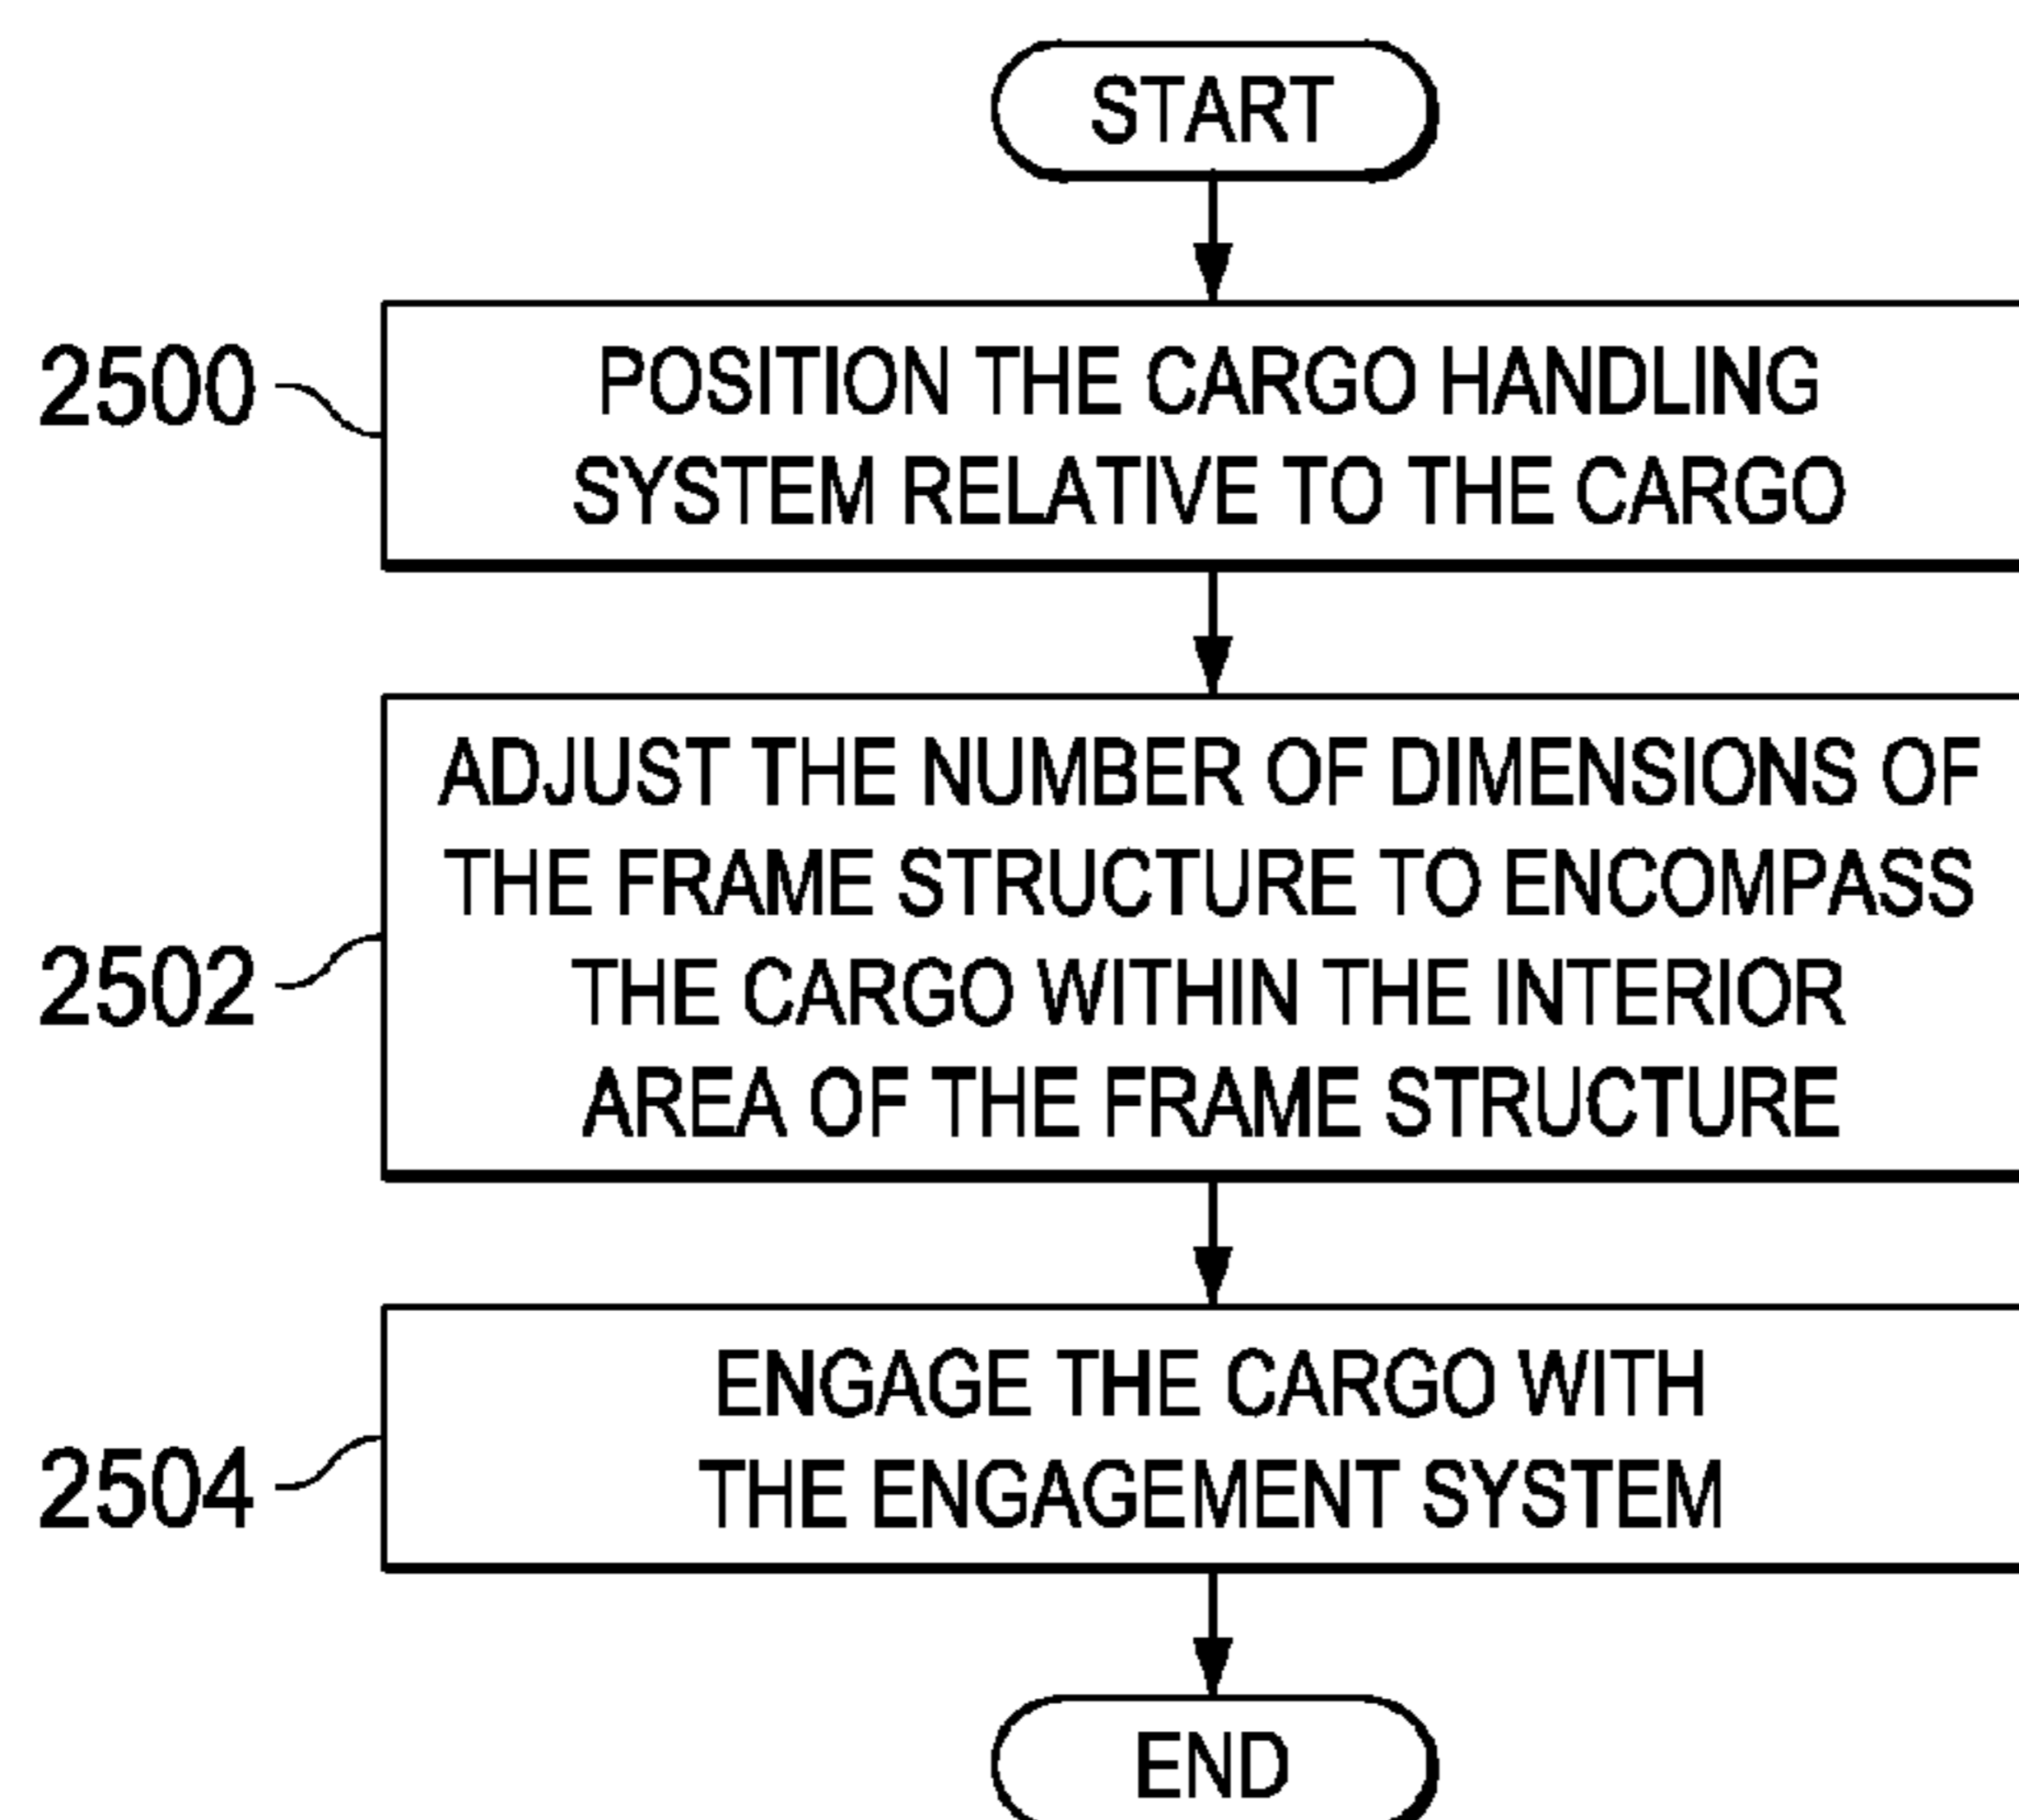 START
2500
POSITION THE CARGO HANDLING
SYSTEM RELATIVE TO THE CARGO
2502
ADJUST THE NUMBER OF DIMENSIONS OF
THE FRAME STRUCTURE TO ENCOMPASS
THE CARGO WITHIN THE INTERIOR
AREA OF THE FRAME STRUCTURE
2504
ENGAGE THE CARGO WITH
THE ENGAGEMENT SYSTEM
END